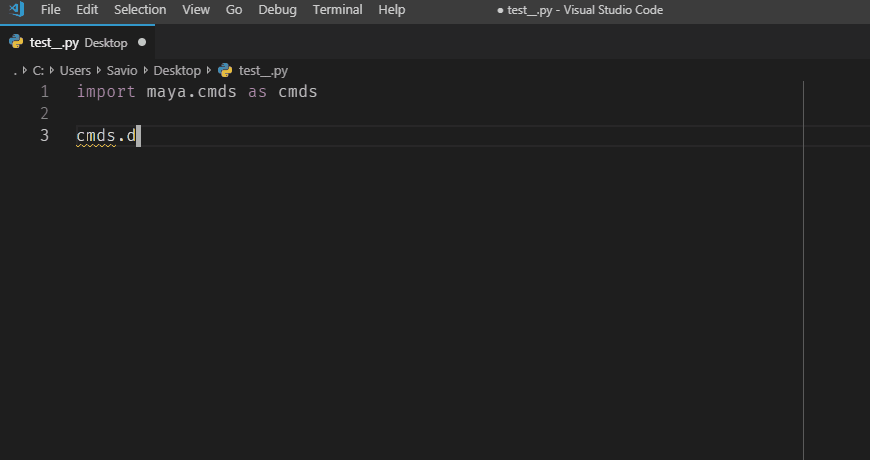 File Edit Selection View Go Debug Terminal Help ● test__.py - Visual Studio Code
test__.py Desktop ●
. > C: > Users > Savio > Desktop > test__.py
1 import maya.cmds as cmds
2
3 cmds.d